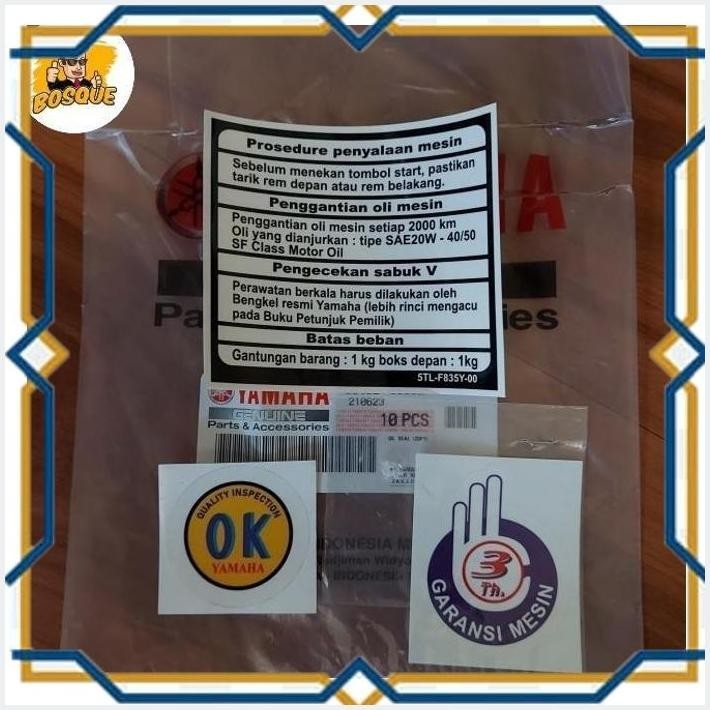 BOSQUE
Prosedure penyalaan mesin
Sebelum menekan tombol start, pastikan
tarik rem depan atau rem belakang.
Penggantian oli mesin
Penggantian oli mesin setiap 2000 km
Oli yang dianjurkan : tipe SAE20W - 40/50
SF Class Motor Oil
Pengecekan sabuk V
Perawatan berkala harus dilakukan oleh
Bengkel resmi Yamaha (lebih rinci mengacu
pada Buku Petunjuk Pemilik)
Batas beban
Gantungan barang : 1 kg boks depan : 1kg
5TL-F835Y-00
YAMAHA
GENUINE
Parts & Accessories
210623
10 PCS
QUALITY INSPECTION
OK
YAMAHA
3
Th.
GARANSI MESIN